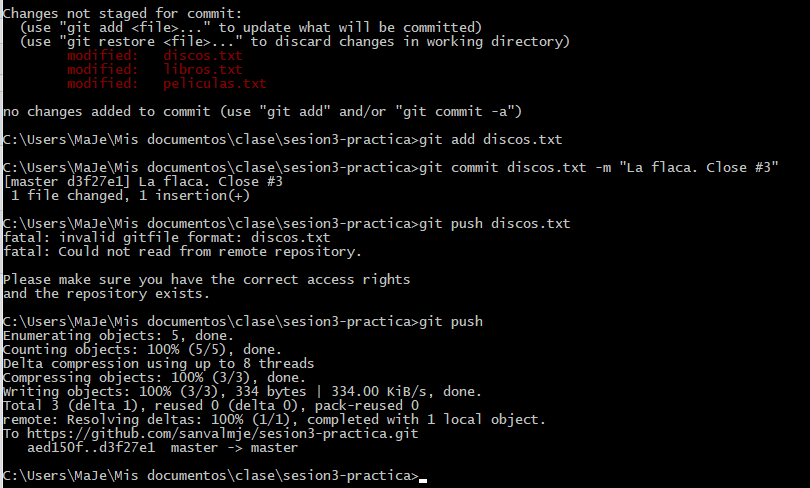 Changes not staged for commit:
  (use "git add <file>..." to update what will be committed)
  (use "git restore <file>..." to discard changes in working directory)
        modified:   discos.txt
        modified:   libros.txt
        modified:   peliculas.txt

no changes added to commit (use "git add" and/or "git commit -a")

C:\Users\MaJe\Mis documentos\clase\sesion3-practica>git add discos.txt

C:\Users\MaJe\Mis documentos\clase\sesion3-practica>git commit discos.txt -m "La flaca. Close #3"
[master d3f27e1] La flaca. Close #3
 1 file changed, 1 insertion(+)

C:\Users\MaJe\Mis documentos\clase\sesion3-practica>git push discos.txt
fatal: invalid gitfile format: discos.txt
fatal: Could not read from remote repository.

Please make sure you have the correct access rights
and the repository exists.

C:\Users\MaJe\Mis documentos\clase\sesion3-practica>git push
Enumerating objects: 5, done.
Counting objects: 100% (5/5), done.
Delta compression using up to 8 threads
Compressing objects: 100% (3/3), done.
Writing objects: 100% (3/3), 334 bytes | 334.00 KiB/s, done.
Total 3 (delta 1), reused 0 (delta 0), pack-reused 0
remote: Resolving deltas: 100% (1/1), completed with 1 local object.
To https://github.com/sanvalmje/sesion3-practica.git
   aed150f..d3f27e1  master -> master

C:\Users\MaJe\Mis documentos\clase\sesion3-practica>